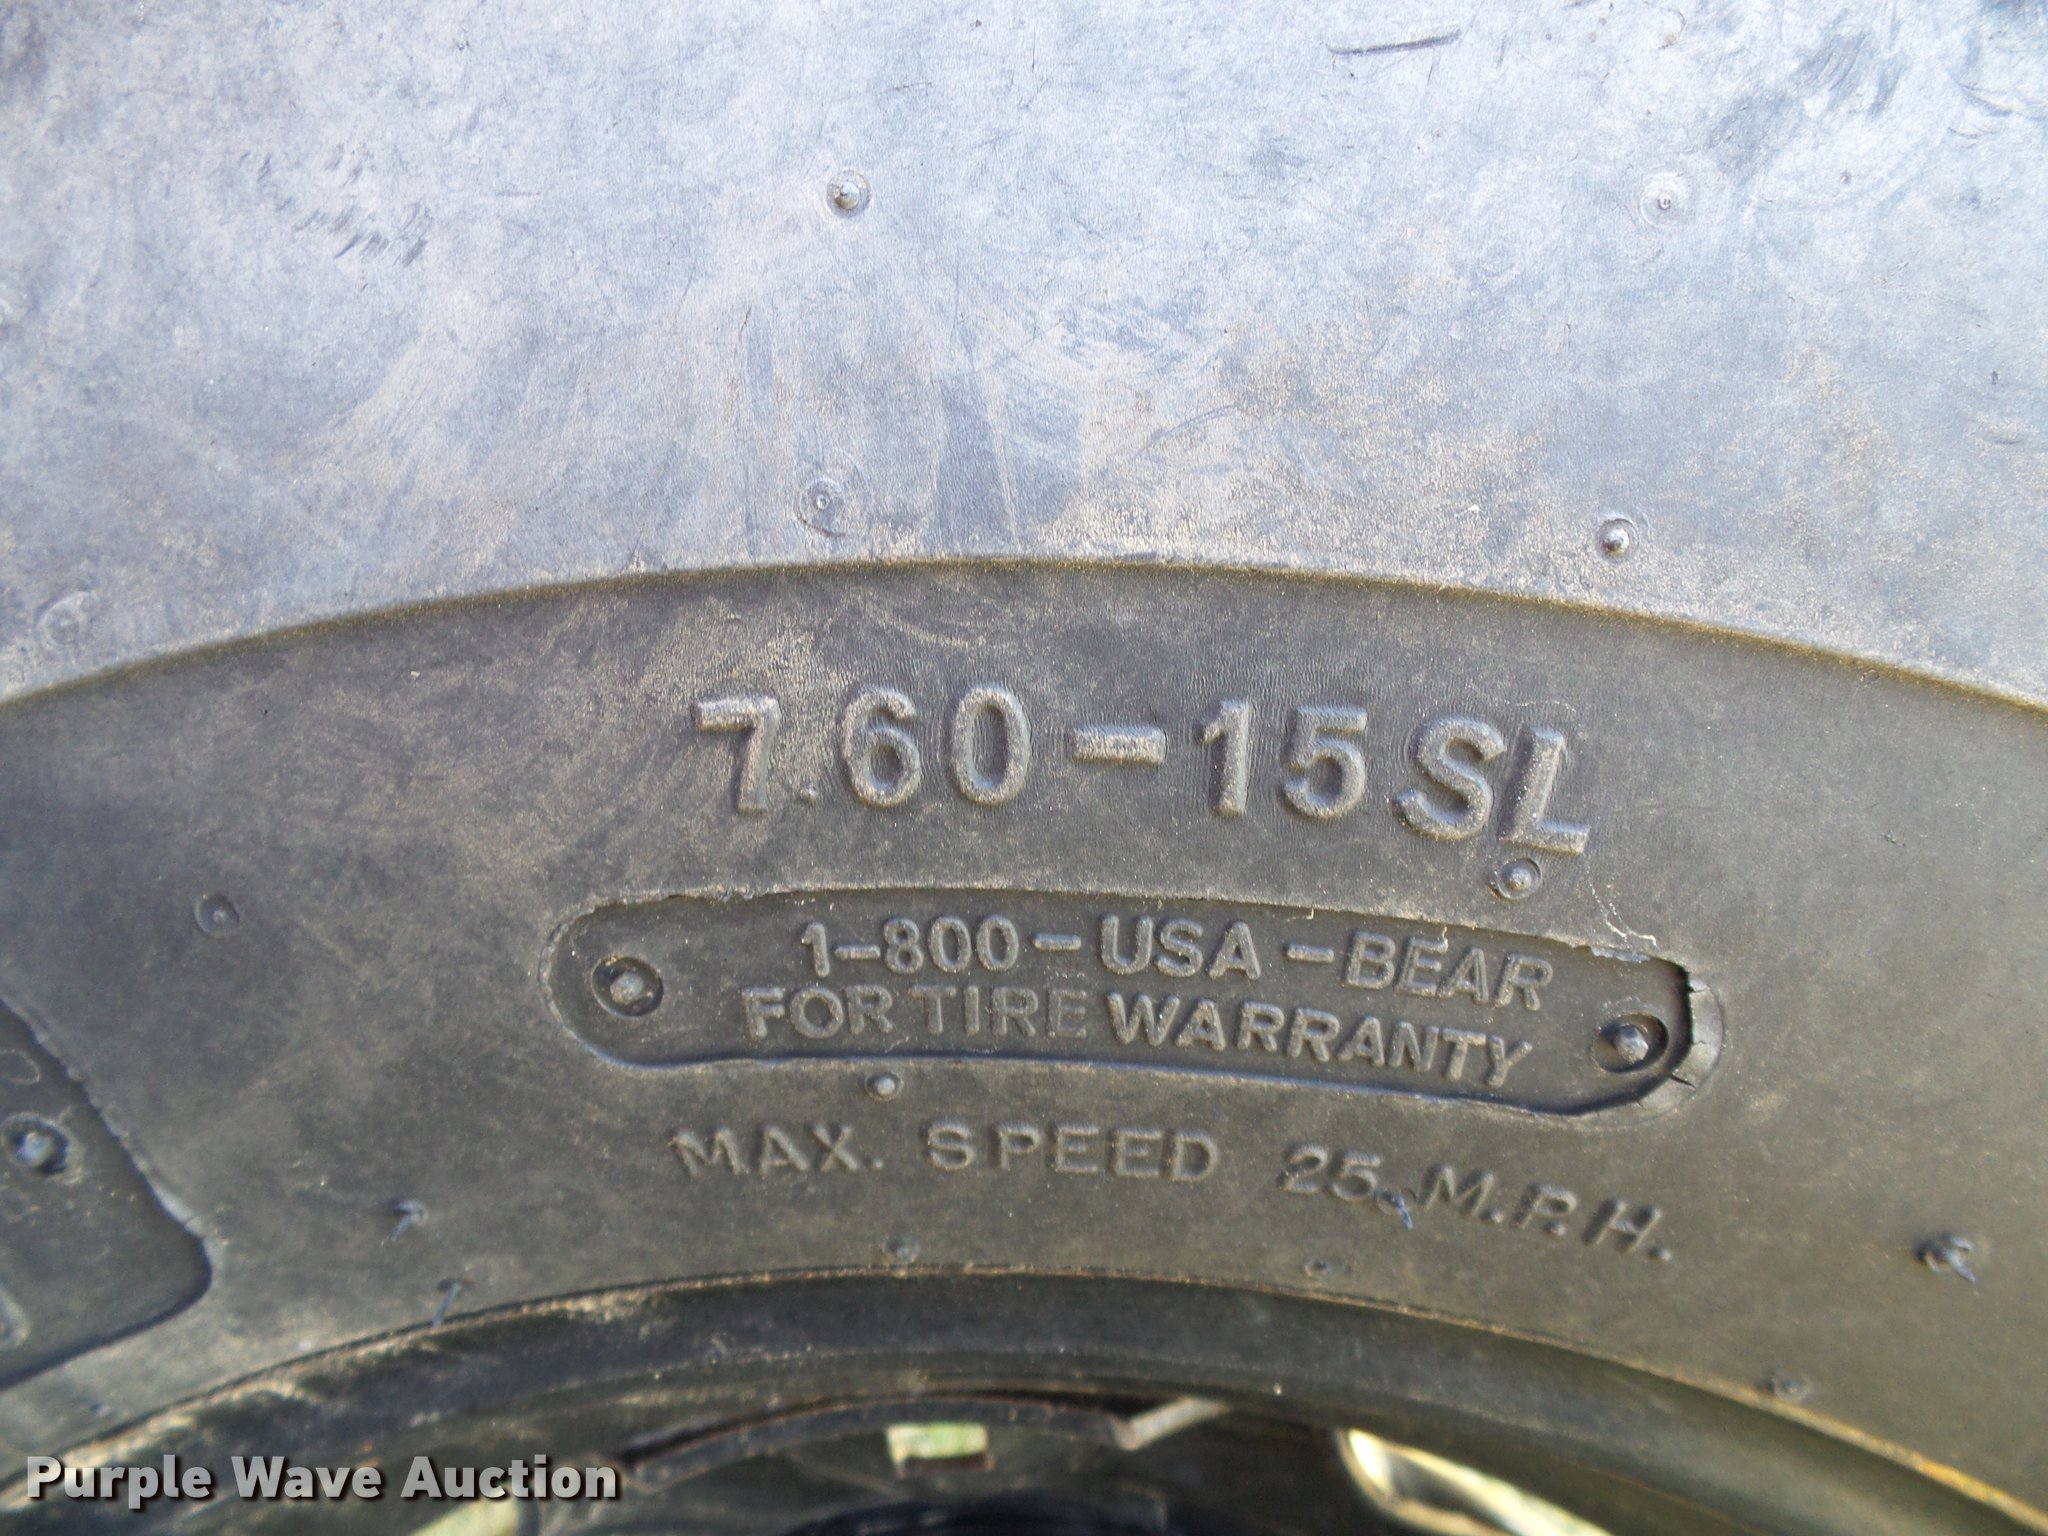 7.60-15SL
1-800-USA-BEAR
FOR TIRE WARRANTY
MAX. SPEED 25 M.P.H.
Purple Wave Auction